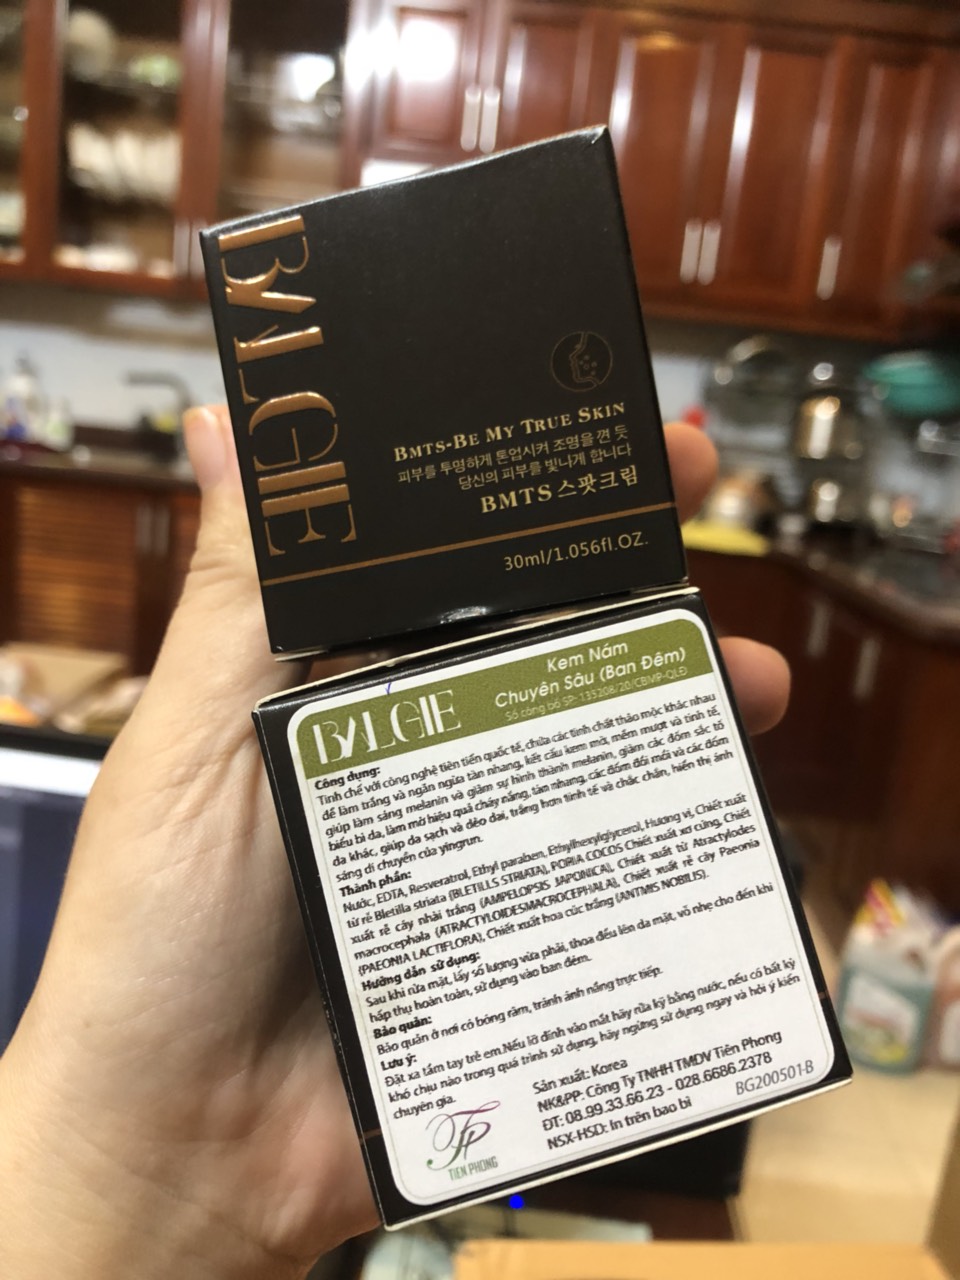 BALGIE
BMTS-BE MY TRUE SKIN
피부를 투명하게 톤업시켜 조명을 켠 듯
당신의 피부를 빛나게 합니다
BMTS 스팟크림
30ml/1.056fl.OZ.
BALGIE
Kem Nám
Chuyên Sâu (Ban Đêm)
Số công bố SP: 135208/20/CBMP-QLD
Công dụng:
Tinh chế với công nghệ tiên tiến quốc tế, chứa các tinh chất thảo mộc khác nhau
để làm trắng và ngăn ngừa tàn nhang, kết cấu kem mờ, mềm mượt và tinh tế,
giúp làm sáng melanin và giảm sự hình thành melanin, giảm các đốm sắc tố
biểu bì da, làm mờ hiệu quả cháy nắng, tàm nhang, các đốm đồi mồi và các đốm
da khác, giúp da sạch và dẻo dai, trắng hơn tinh tế và chắc chắn, hiển thị ánh
sáng di chuyển của yingrun.
Thành phần:
Nước, EDTA, Resveratrol, Ethyl paraben, Ethylhexylglycerol, Hương vị, Chiết xuất
từ rễ Bletilla striata (BLETILLS STRIATA), PORIA COCOS Chiết xuất xơ cứng, Chiết
xuất rễ cây nhài trắng (AMPELOPSIS JAPONICA), Chiết xuất từ Atractylodes
macrocephala (ATRACTYLOIDESMACROCEPHALA), Chiết xuất rễ cây Paeonia
(PAEONIA LACTIFLORA), Chiết xuất hoa cúc trắng (ANTMIS NOBILIS).
Hướng dẫn sử dụng:
Sau khi rửa mặt, lấy số lượng vừa phải, thoa đều lên da mặt, vỗ nhẹ cho đến khi
hấp thụ hoàn toàn, sử dụng vào ban đêm.
Bảo quản:
Bảo quản ở nơi có bóng râm, tránh ánh nắng trực tiếp.
Lưu ý:
Đặt xa tầm tay trẻ em.Nếu lỡ dính vào mắt hãy rửa kỹ bằng nước, nếu có bất kỳ
khó chịu nào trong quá trình sử dụng, hãy ngừng sử dụng ngay và hỏi ý kiến
chuyên gia.
Sản xuất: Korea
NK&PP: Công Ty TNHH TMDV Tiên Phong
ĐT: 08.99.33.66.23 - 028.6686.2378
NSX-HSD: In trên bao bì
BG200501-B
TP
TIEN PHONG